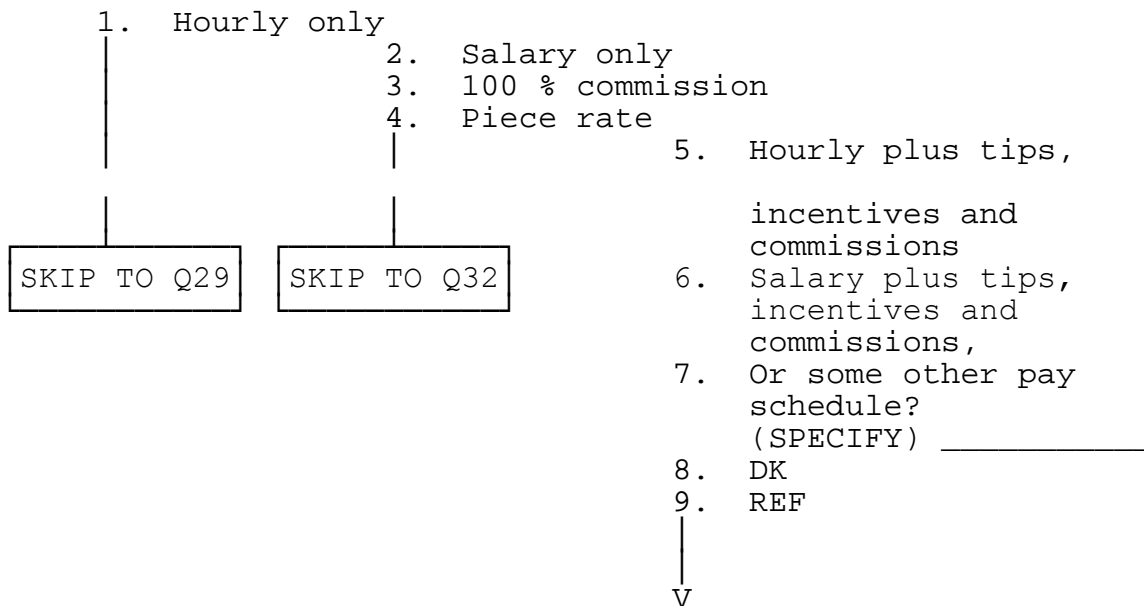 1. Hourly only
2. Salary only
3. 100 % commission
4. Piece rate
5. Hourly plus tips,
incentives and
commissions
SKIP TO Q29
SKIP TO Q32
6. Salary plus tips,
incentives and
commissions,
7. Or some other pay
schedule?
(SPECIFY) ___________
8. DK
9. REF
V